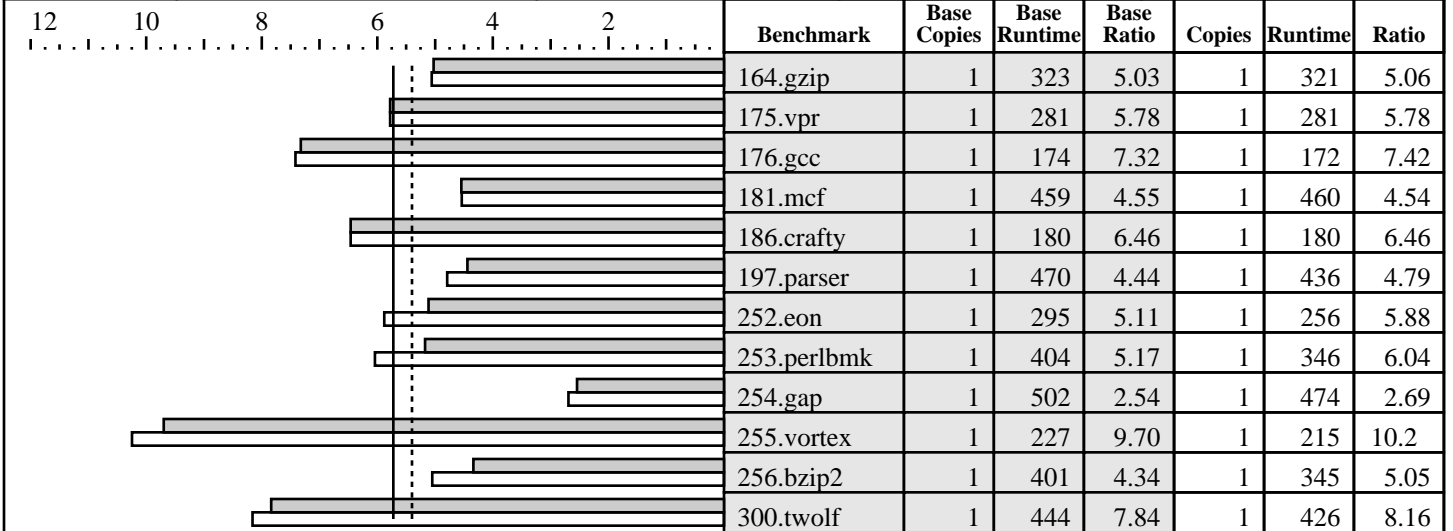 12 10 8 6 4 2
Benchmark Base Copies Base Runtime Base Ratio Copies Runtime Ratio
164.gzip 1 323 5.03 1 321 5.06
175.vpr 1 281 5.78 1 281 5.78
176.gcc 1 174 7.32 1 172 7.42
181.mcf 1 459 4.55 1 460 4.54
186.crafty 1 180 6.46 1 180 6.46
197.parser 1 470 4.44 1 436 4.79
252.eon 1 295 5.11 1 256 5.88
253.perlbmk 1 404 5.17 1 346 6.04
254.gap 1 502 2.54 1 474 2.69
255.vortex 1 227 9.70 1 215 10.2
256.bzip2 1 401 4.34 1 345 5.05
300.twolf 1 444 7.84 1 426 8.16